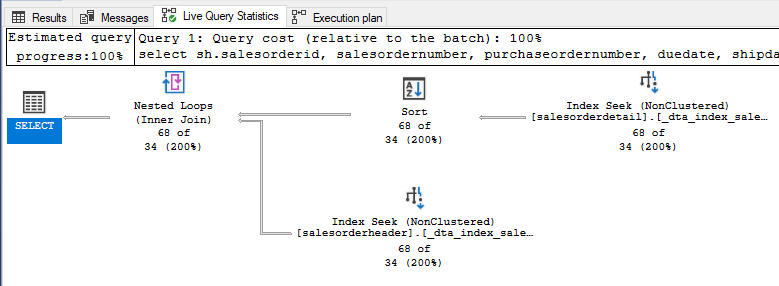 Results Messages Live Query Statistics Execution plan
Estimated query
progress:100%
Query 1: Query cost (relative to the batch): 100%
select sh.salesorderid, salesordernumber, purchaseordernumber, duedate, shipda
SELECT
Nested Loops
(Inner Join)
68 of
34 (200%)
Sort
68 of
34 (200%)
Index Seek (NonClustered)
[salesorderdetail].[_dta_index_sale…
68 of
34 (200%)
Index Seek (NonClustered)
[salesorderheader].[_dta_index_sale…
68 of
34 (200%)